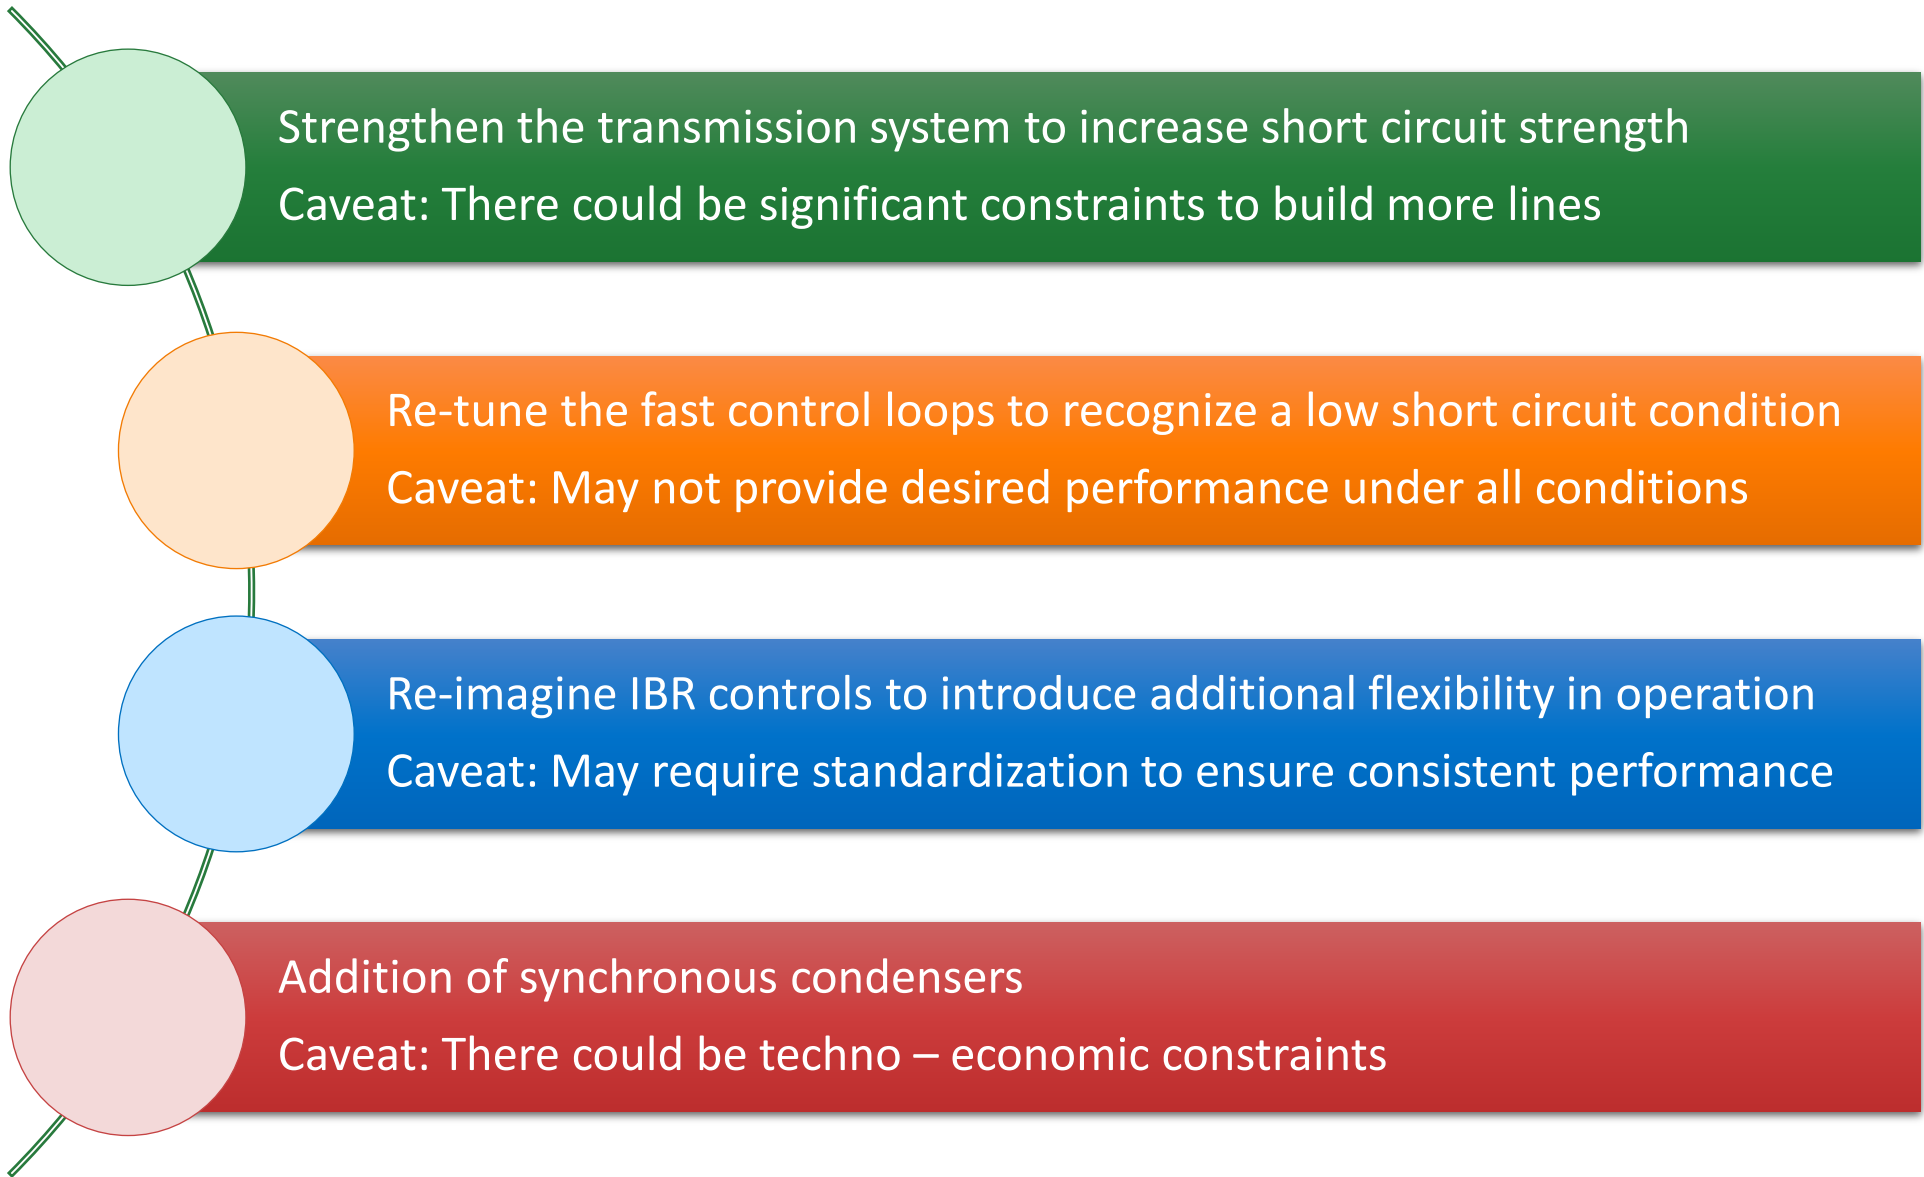 Strengthen the transmission system to increase short circuit strength
Caveat: There could be significant constraints to build more lines
Re-tune the fast control loops to recognize a low short circuit condition
Caveat: May not provide desired performance under all conditions
Re-imagine IBR controls to introduce additional flexibility in operation
Caveat: May require standardization to ensure consistent performance
Addition of synchronous condensers
Caveat: There could be techno – economic constraints